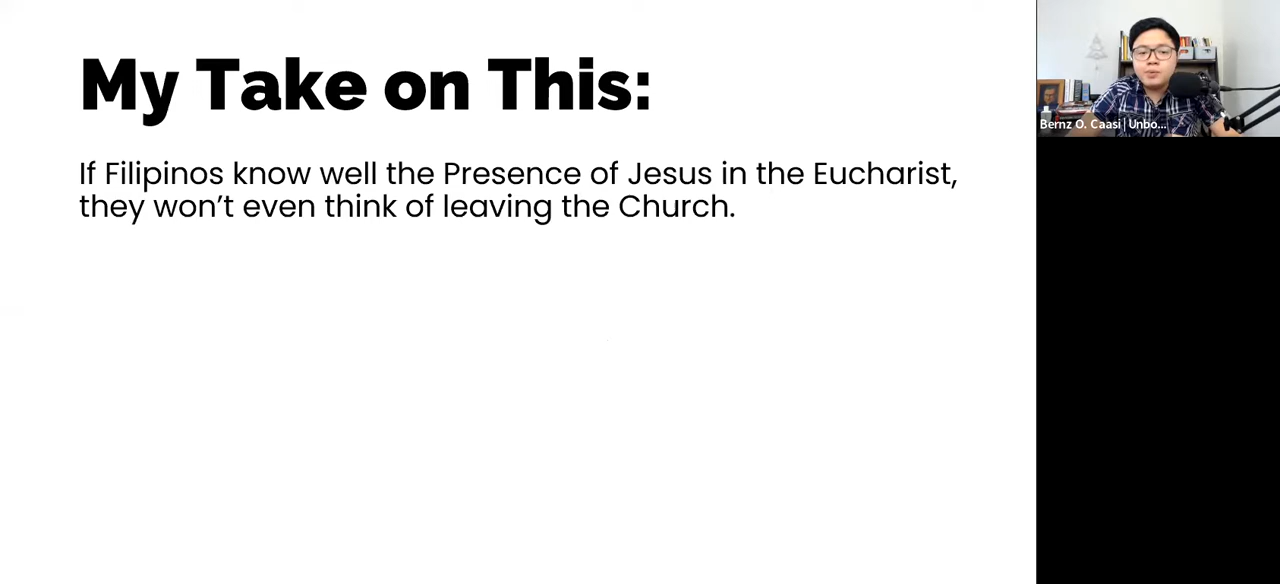 My Take on This:
If Filipinos know well the Presence of Jesus in the Eucharist,
they won't even think of leaving the Church.
Bernz O. Caasi | Unbo...